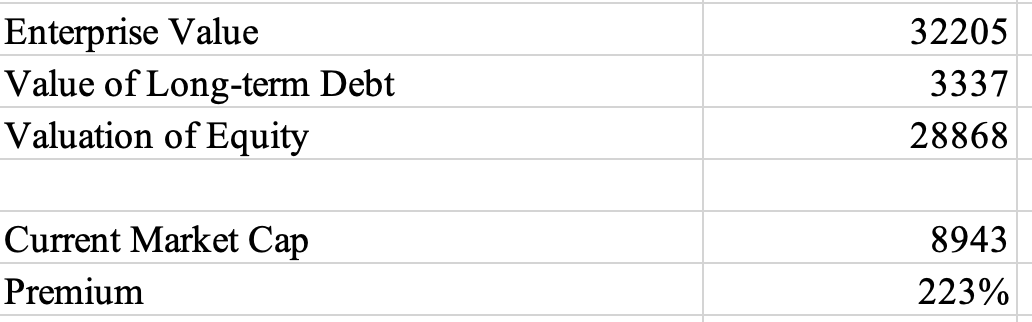 Enterprise Value 32205
Value of Long-term Debt 3337
Valuation of Equity 28868
Current Market Cap 8943
Premium 223%